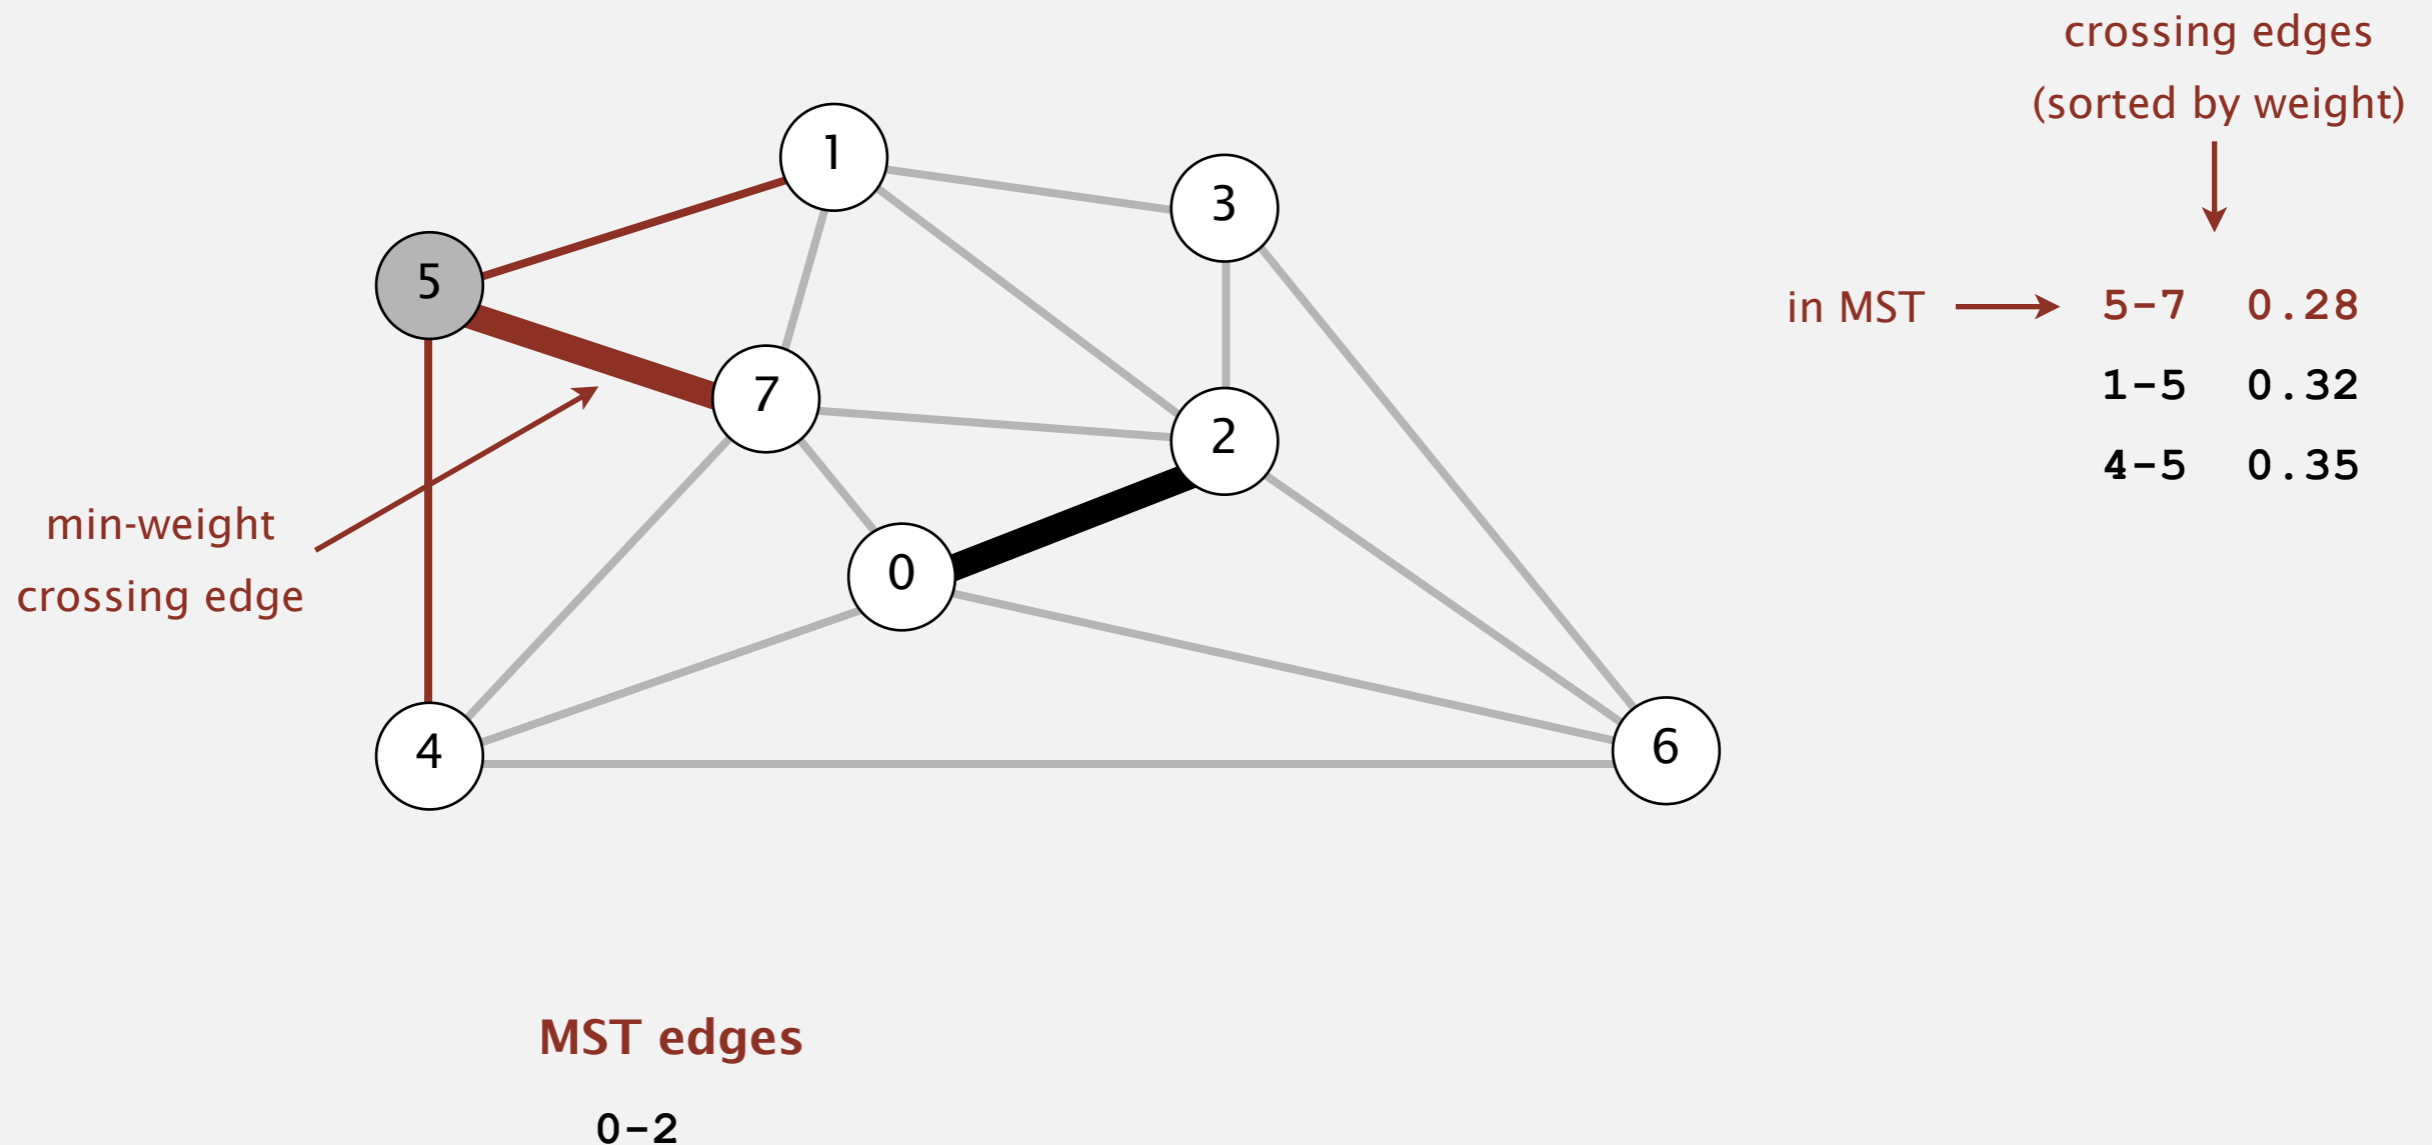 crossing edges
(sorted by weight)
1
3
5
in MST
5-7 0.28
7
1-5 0.32
2
4-5 0.35
min-weight
crossing edge
0
4
6
MST edges
0-2